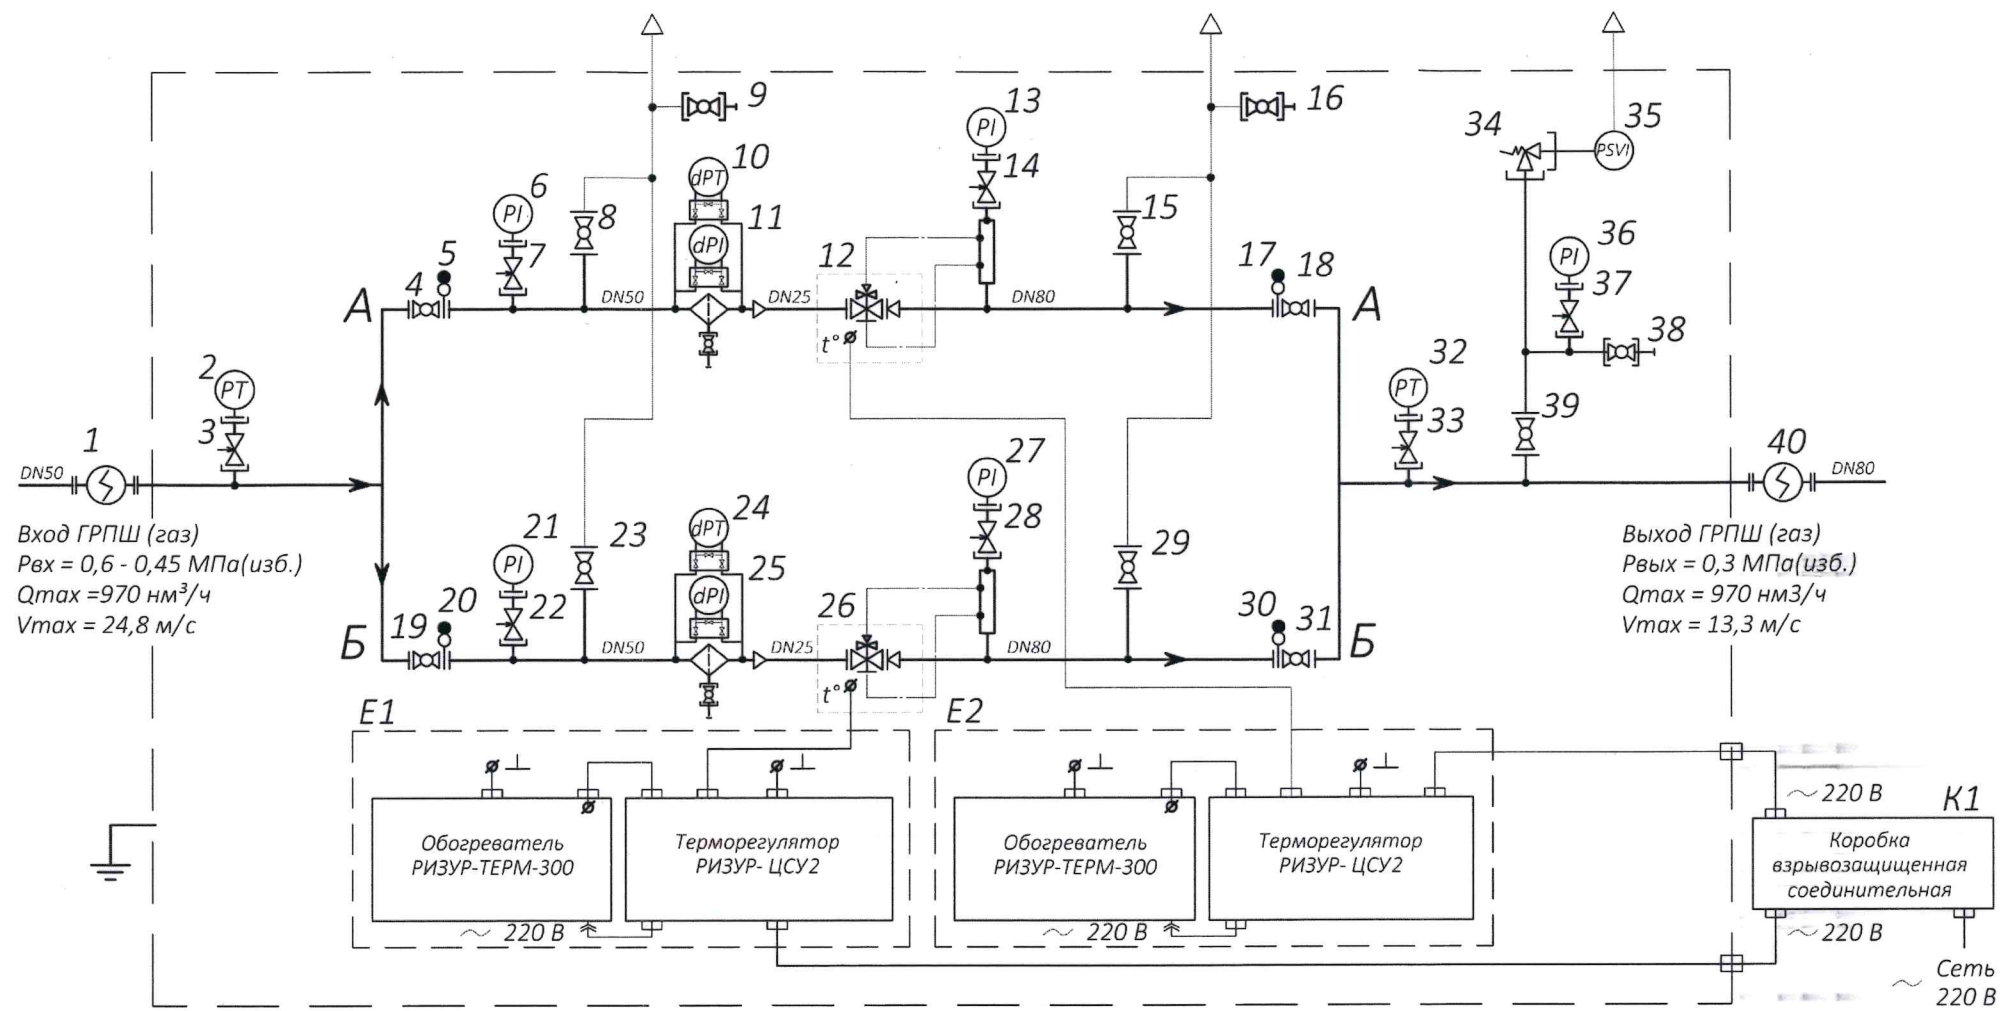 9
16
34
35
PSVI
10
dPT
13
PI
6
PI
14
11
dPI
8
7
15
36
PI
37
5
12
17
18
4
А
DN50
DN25
DN80
А
38
t°
2
PT
32
PT
3
39
33
1
27
PI
40
DN50
DN80
24
dPT
21
PI
23
28
29
25
dPI
Вход ГРПШ (газ)
Рвх = 0,6 - 0,45 МПа(изб.)
Qmax =970 нм³/ч
Vmax = 24,8 м/с
Выход ГРПШ (газ)
Рвых = 0,3 МПа(изб.)
Qmax = 970 нм3/ч
Vmax = 13,3 м/с
22
26
20
30
31
19
Б
DN50
DN25
DN80
Б
t°
Е1
Е2
220 В
К1
Обогреватель
РИЗУР-ТЕРМ-300
Терморегулятор
РИЗУР- ЦСУ2
Обогреватель
РИЗУР-ТЕРМ-300
Терморегулятор
РИЗУР- ЦСУ2
Коробка
взрывозащищенная
соединительная
~ 220 В
~ 220 В
~ 220 В
Сеть
~ 220 В